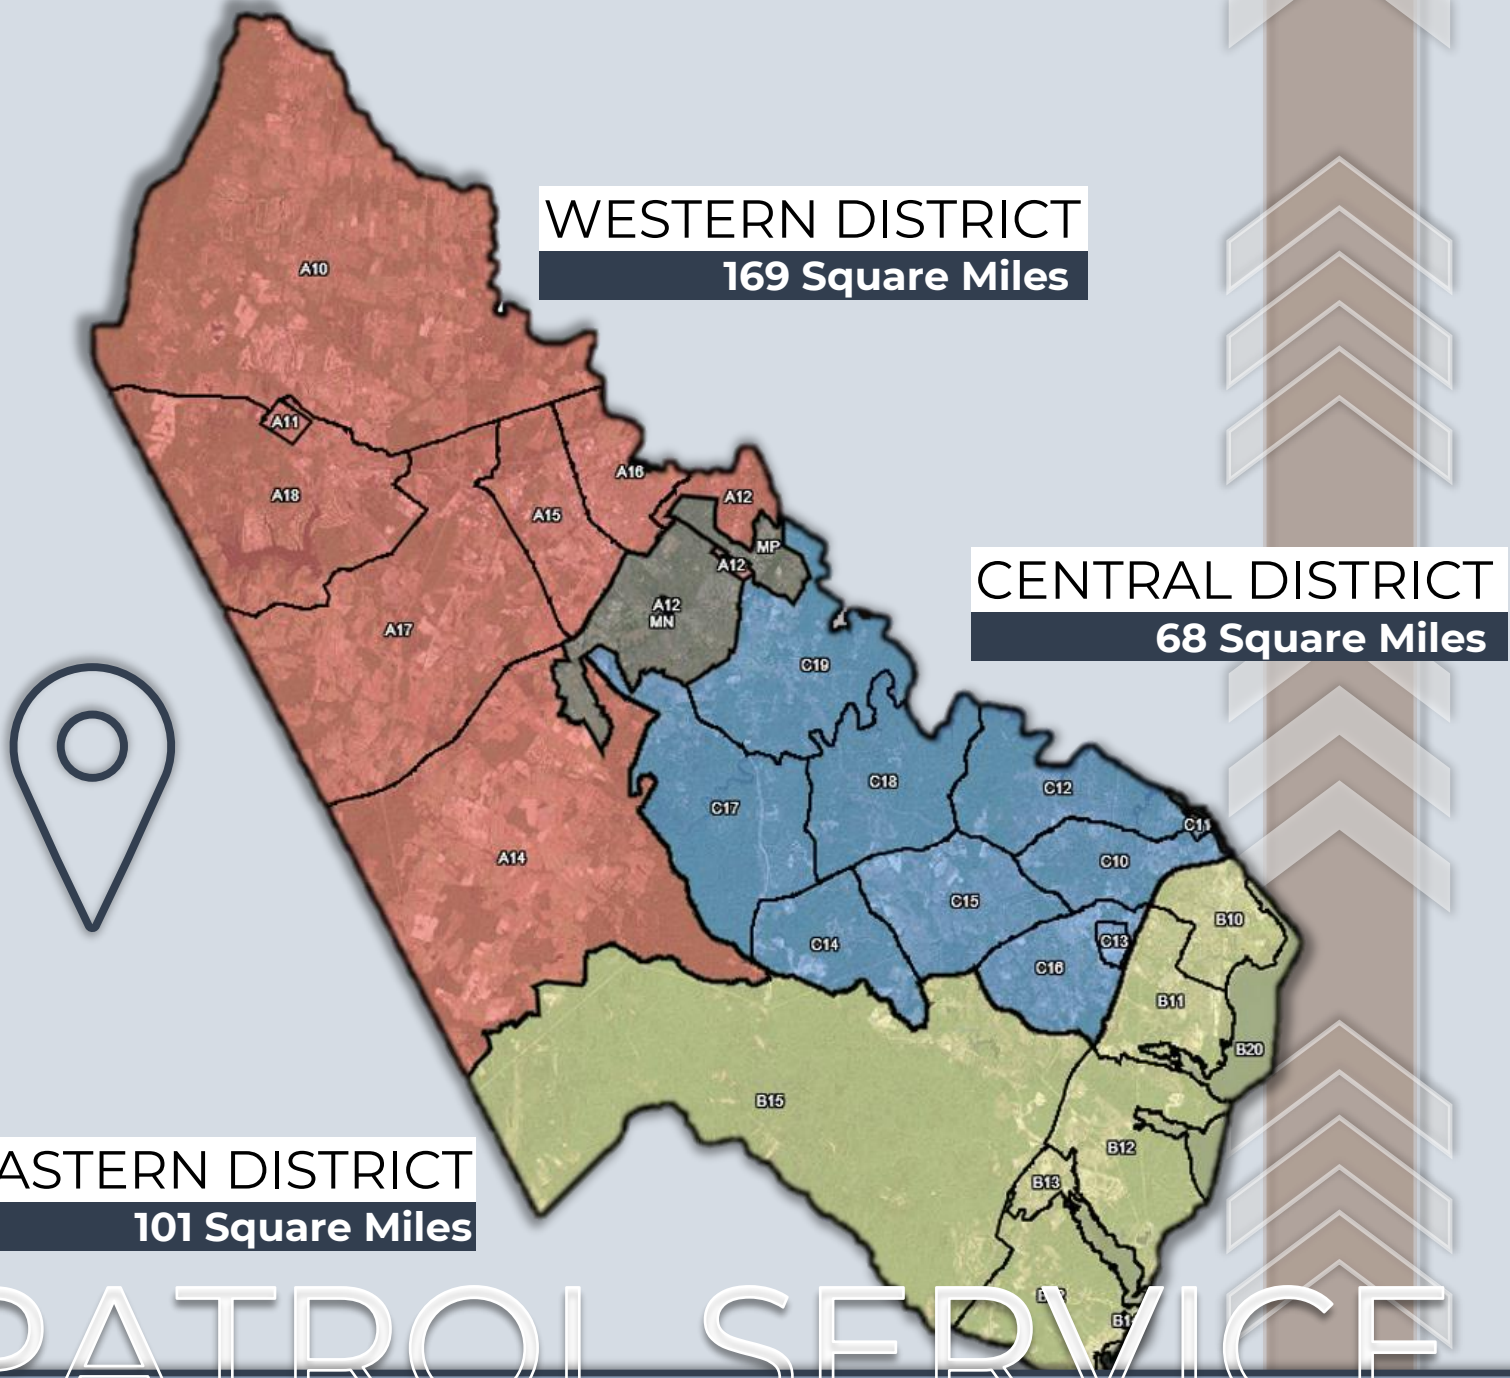 WESTERN DISTRICT
169 Square Miles
CENTRAL DISTRICT
68 Square Miles
ASTERN DISTRICT
101 Square Miles
PATROL SERVICE
A10
A11
A18
A16
A12
A15
MP
A12
A12
MN
A17
C19
C18
C12
C17
C11
A14
C10
C15
B10
C13
C14
C16
B11
B20
B15
B12
B13